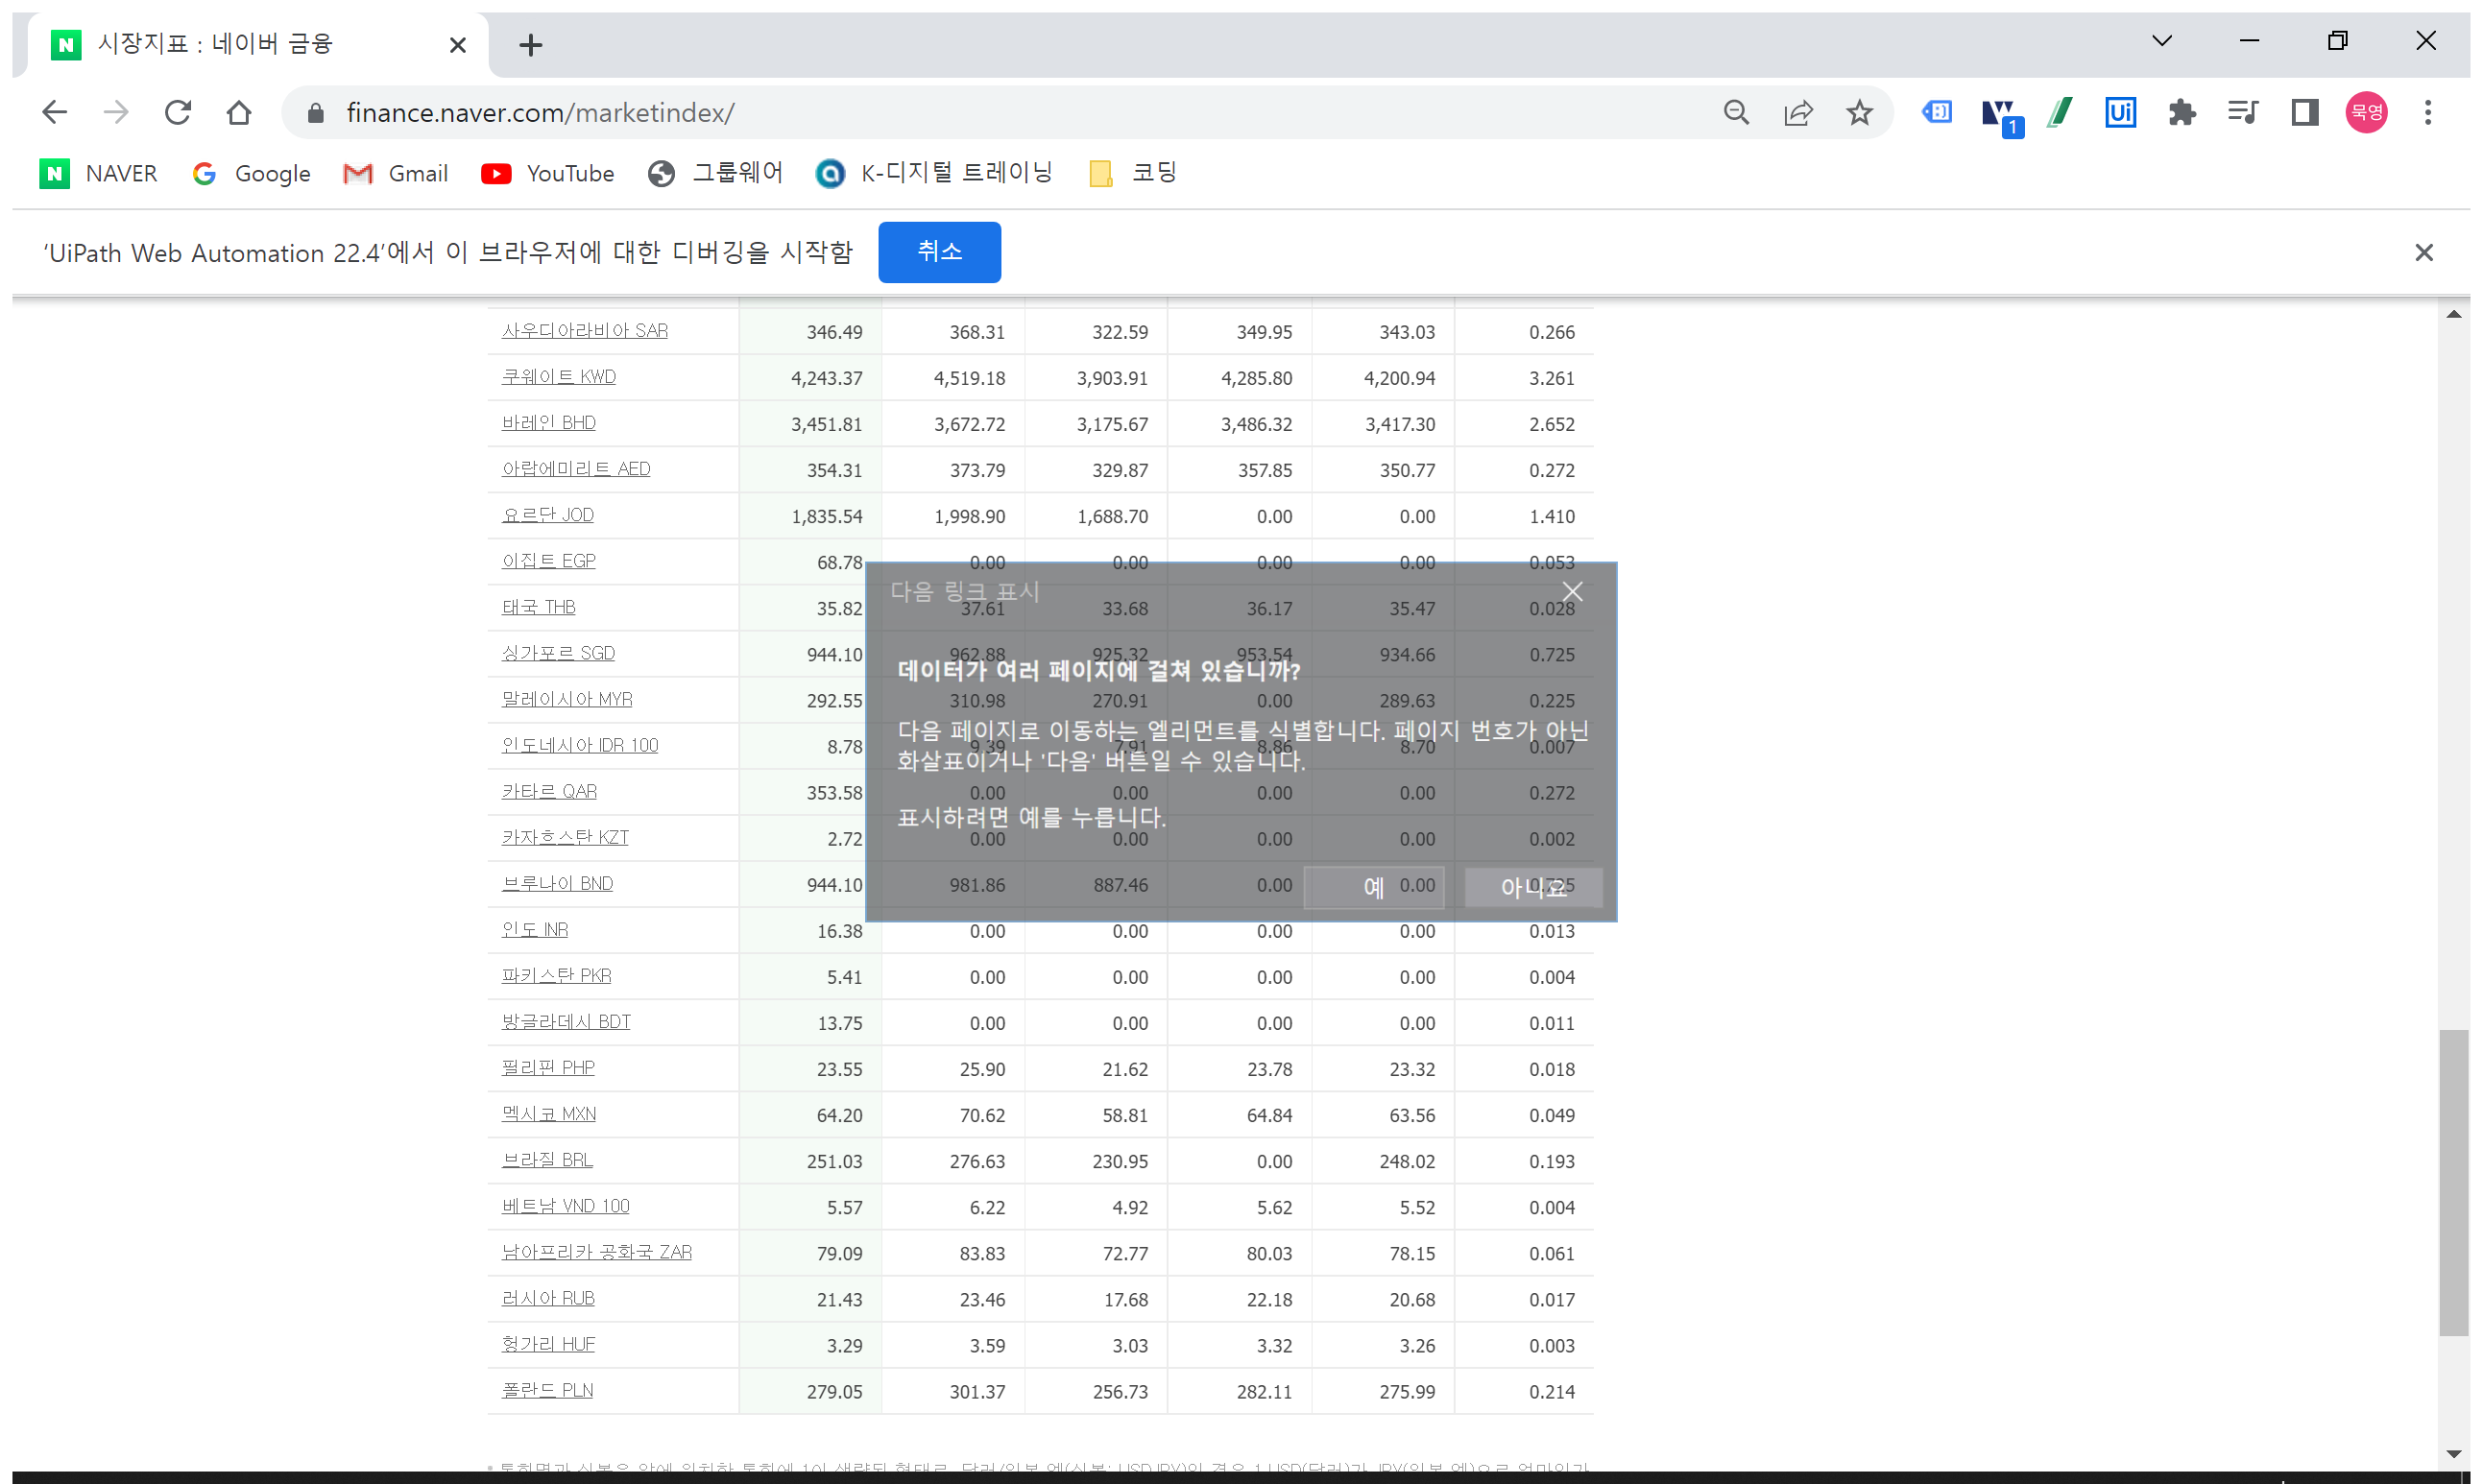 시장지표 : 네이버 금융
finance.naver.com/marketindex/
1
묵영
NAVER Google Gmail YouTube 그룹웨어 K-디지털 트레이닝 코딩
'UiPath Web Automation 22.4'에서 이 브라우저에 대한 디버깅을 시작함 취소
사우디아라비아 SAR 346.49 368.31 322.59 349.95 343.03 0.266
쿠웨이트 KWD 4,243.37 4,519.18 3,903.91 4,285.80 4,200.94 3.261
바레인 BHD 3,451.81 3,672.72 3,175.67 3,486.32 3,417.30 2.652
아랍에미리트 AED 354.31 373.79 329.87 357.85 350.77 0.272
요르단 JOD 1,835.54 1,998.90 1,688.70 0.00 0.00 1.410
이집트 EGP 68.78 0.00 0.00 0.00 0.00 0.053
태국 THB 35.82 37.61 33.68 36.17 35.47 0.028
싱가포르 SGD 944.10 962.88 925.32 953.54 934.66 0.725
말레이시아 MYR 292.55 310.98 270.91 0.00 289.63 0.225
인도네시아 IDR 100 8.78 9.39 7.91 8.86 8.70 0.007
카타르 QAR 353.58 0.00 0.00 0.00 0.00 0.272
카자흐스탄 KZT 2.72 0.00 0.00 0.00 0.00 0.002
브루나이 BND 944.10 981.86 887.46 0.00 0.00 0.725
인도 INR 16.38 0.00 0.00 0.00 0.00 0.013
파키스탄 PKR 5.41 0.00 0.00 0.00 0.00 0.004
방글라데시 BDT 13.75 0.00 0.00 0.00 0.00 0.011
필리핀 PHP 23.55 25.90 21.62 23.78 23.32 0.018
멕시코 MXN 64.20 70.62 58.81 64.84 63.56 0.049
브라질 BRL 251.03 276.63 230.95 0.00 248.02 0.193
베트남 VND 100 5.57 6.22 4.92 5.62 5.52 0.004
남아프리카 공화국 ZAR 79.09 83.83 72.77 80.03 78.15 0.061
러시아 RUB 21.43 23.46 17.68 22.18 20.68 0.017
헝가리 HUF 3.29 3.59 3.03 3.32 3.26 0.003
폴란드 PLN 279.05 301.37 256.73 282.11 275.99 0.214
다음 링크 표시
데이터가 여러 페이지에 걸쳐 있습니까?
다음 페이지로 이동하는 엘리먼트를 식별합니다. 페이지 번호가 아닌
화살표이거나 '다음' 버튼일 수 있습니다.
표시하려면 예를 누릅니다.
예 아니요